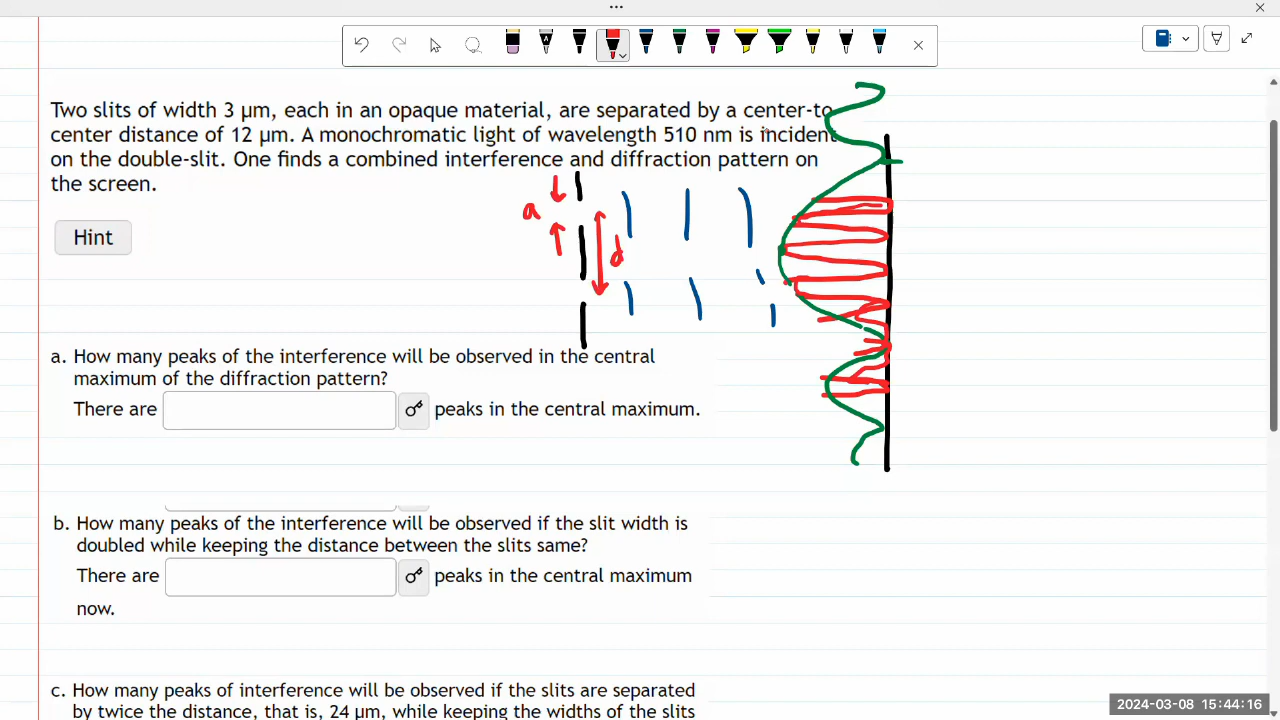 Two slits of width 3 µm, each in an opaque material, are separated by a center-to-
center distance of 12 µm. A monochromatic light of wavelength 510 nm is incident
on the double-slit. One finds a combined interference and diffraction pattern on
the screen.
a
d
Hint
a. How many peaks of the interference will be observed in the central
maximum of the diffraction pattern?
There are peaks in the central maximum.
b. How many peaks of the interference will be observed if the slit width is
doubled while keeping the distance between the slits same?
There are peaks in the central maximum
now.
c. How many peaks of interference will be observed if the slits are separated
by twice the distance, that is, 24 µm, while keeping the widths of the slits
2024-03-08 15:44:16